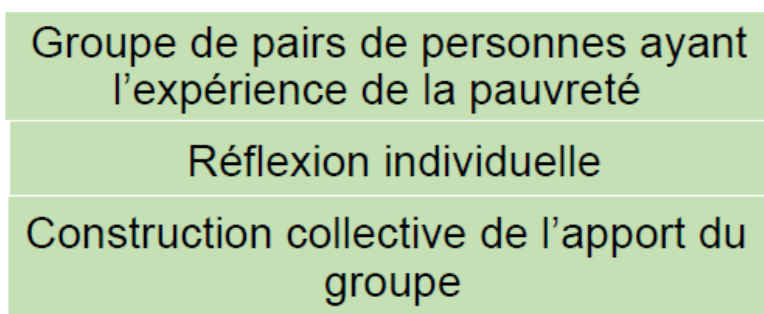 Groupe de pairs de personnes ayant
l’expérience de la pauvreté
Réflexion individuelle
Construction collective de l’apport du
groupe